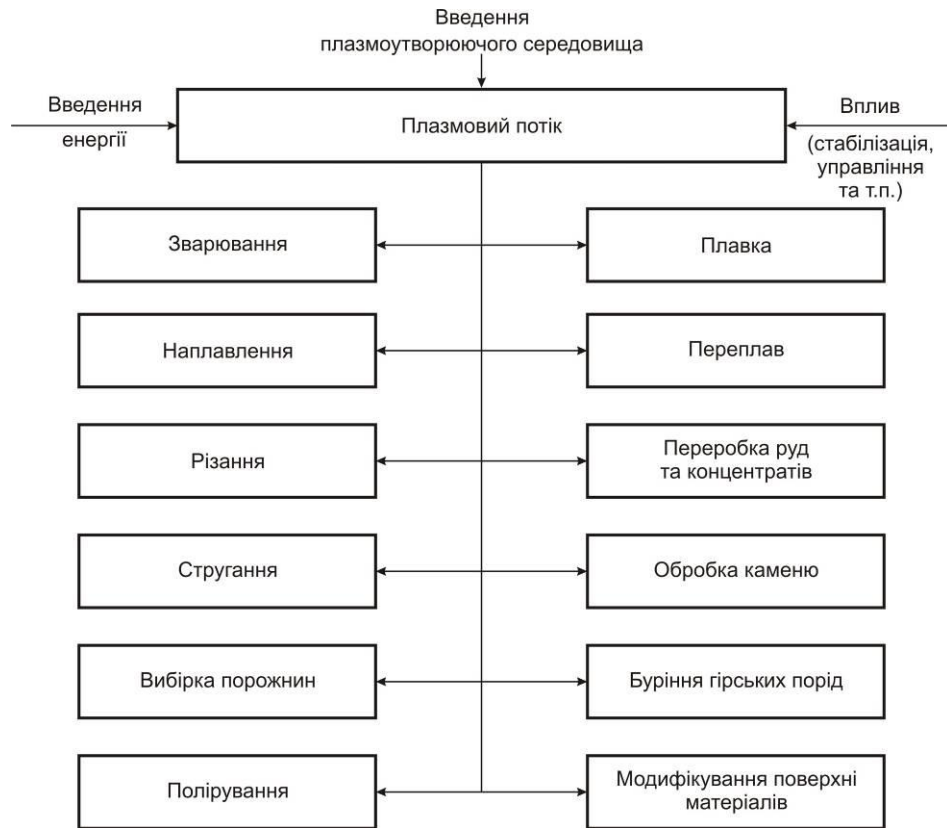 Введення
плазмоутворюючого середовища
Введення
енергії
Плазмовий потік
Вплив
(стабілізація,
управління
та т.п.)
Зварювання
Плавка
Наплавлення
Переплав
Різання
Переробка руд
та концентратів
Стругання
Обробка каменю
Вибірка порожнин
Буріння гірських порід
Полірування
Модифікування поверхні
матеріалів